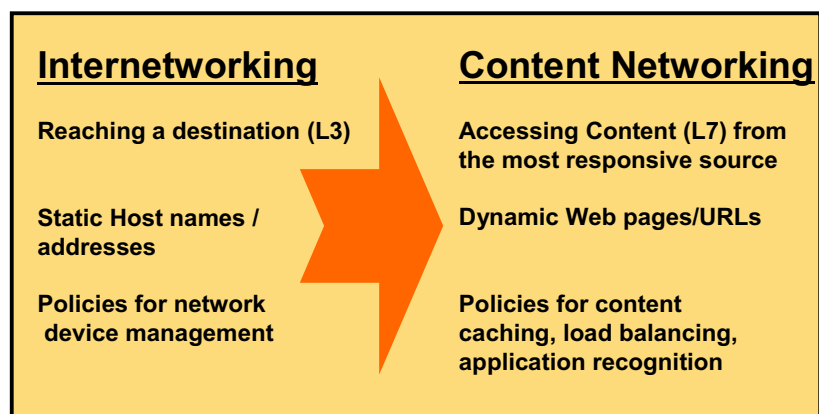 Internetworking
Reaching a destination (L3)
Static Host names /
addresses
Policies for network
device management
Content Networking
Accessing Content (L7) from
the most responsive source
Dynamic Web pages/URLs
Policies for content
caching, load balancing,
application recognition